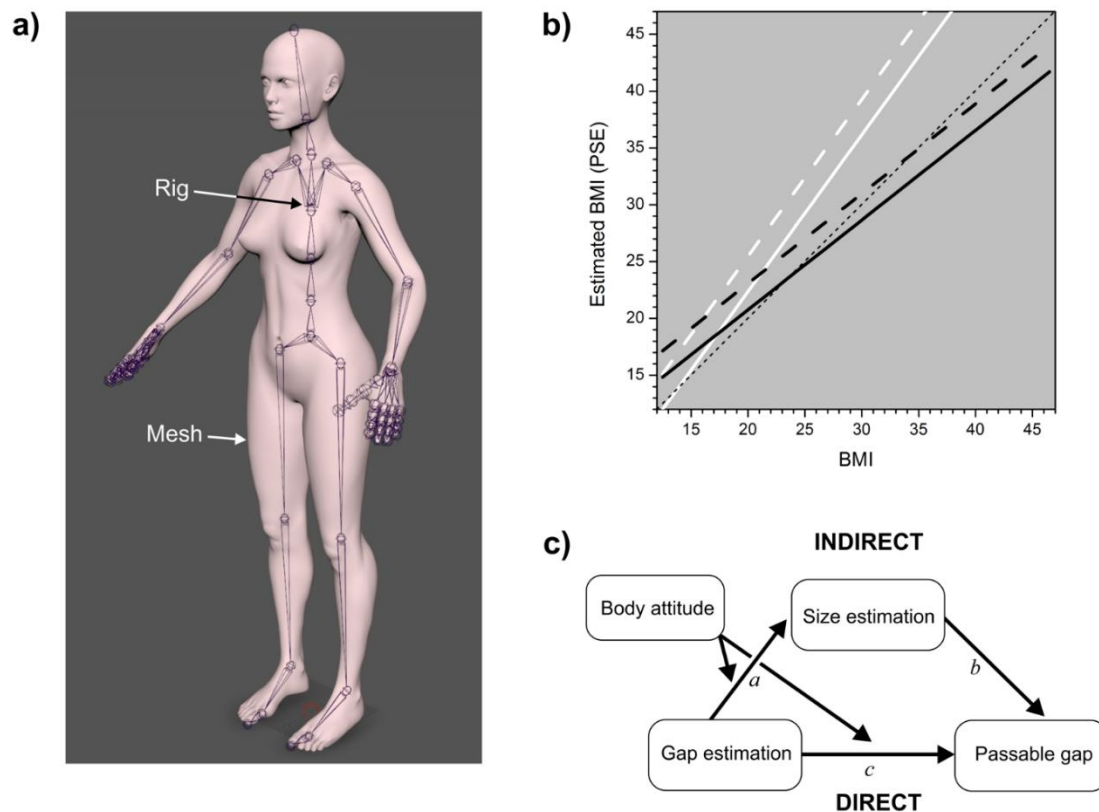 a)
Rig
Mesh
b)
Estimated BMI (PSE)
45
40
35
30
25
20
15
15 20 25 30 35 40 45
BMI
c)
INDIRECT
Body attitude
Size estimation
a
b
Gap estimation
Passable gap
c
DIRECT